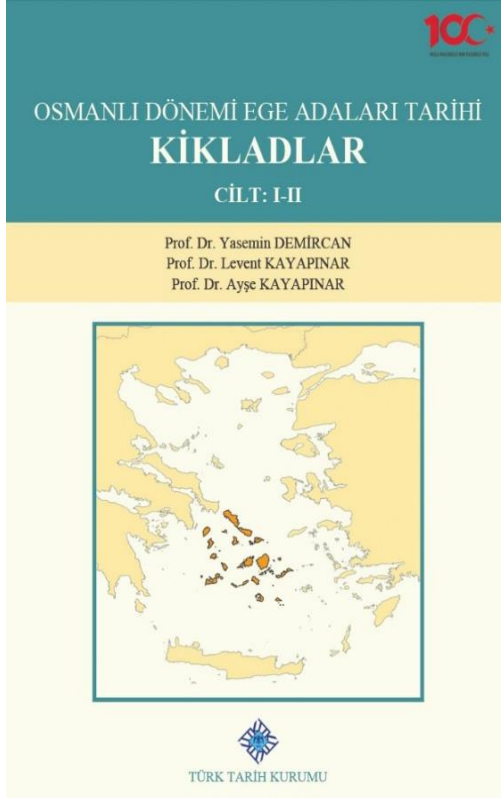 100
OSMANLI DÖNEMİ EGE ADALARI TARİHİ
KİKLADLAR
CİLT: I-II
Prof. Dr. Yasemin DEMİRCAN
Prof. Dr. Levent KAYAPINAR
Prof. Dr. Ayşe KAYAPINAR
TÜRK TARİH KURUMU